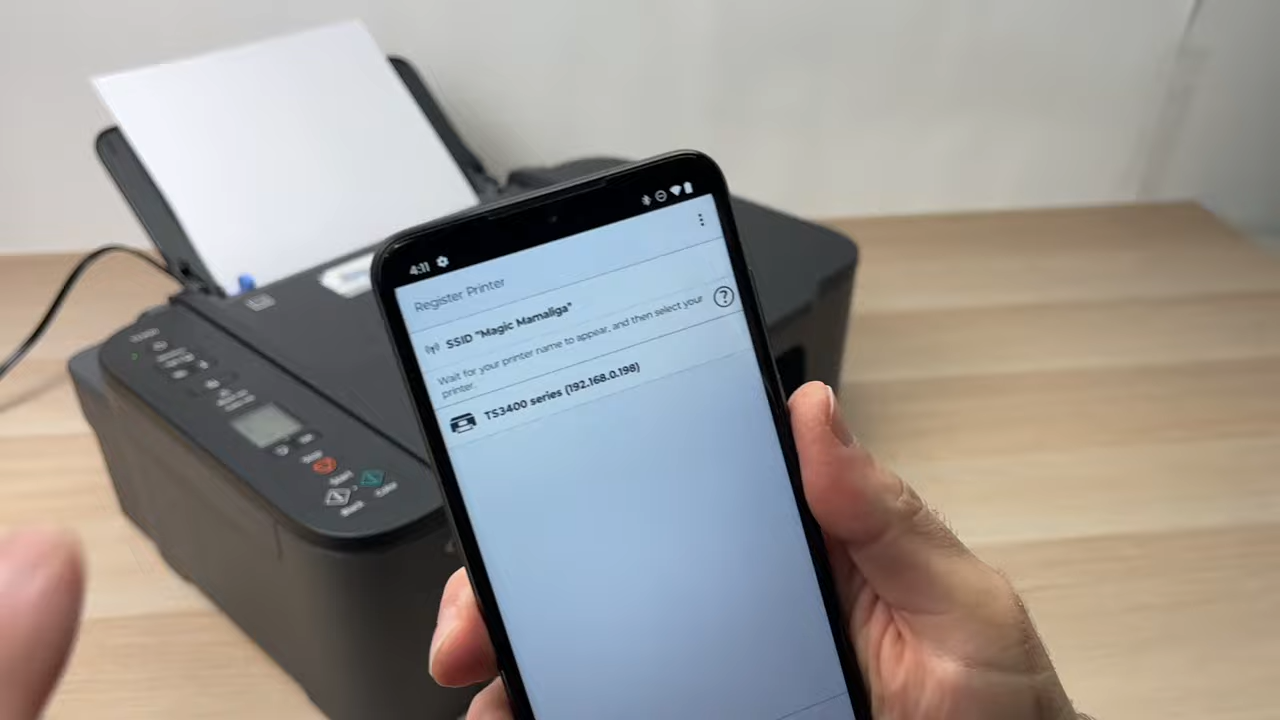 4:11
Register Printer
SSID "Magic Mamaliga"
Wait for your printer name to appear, and then select your
printer.
?
TS3400 series (192.168.0.198)